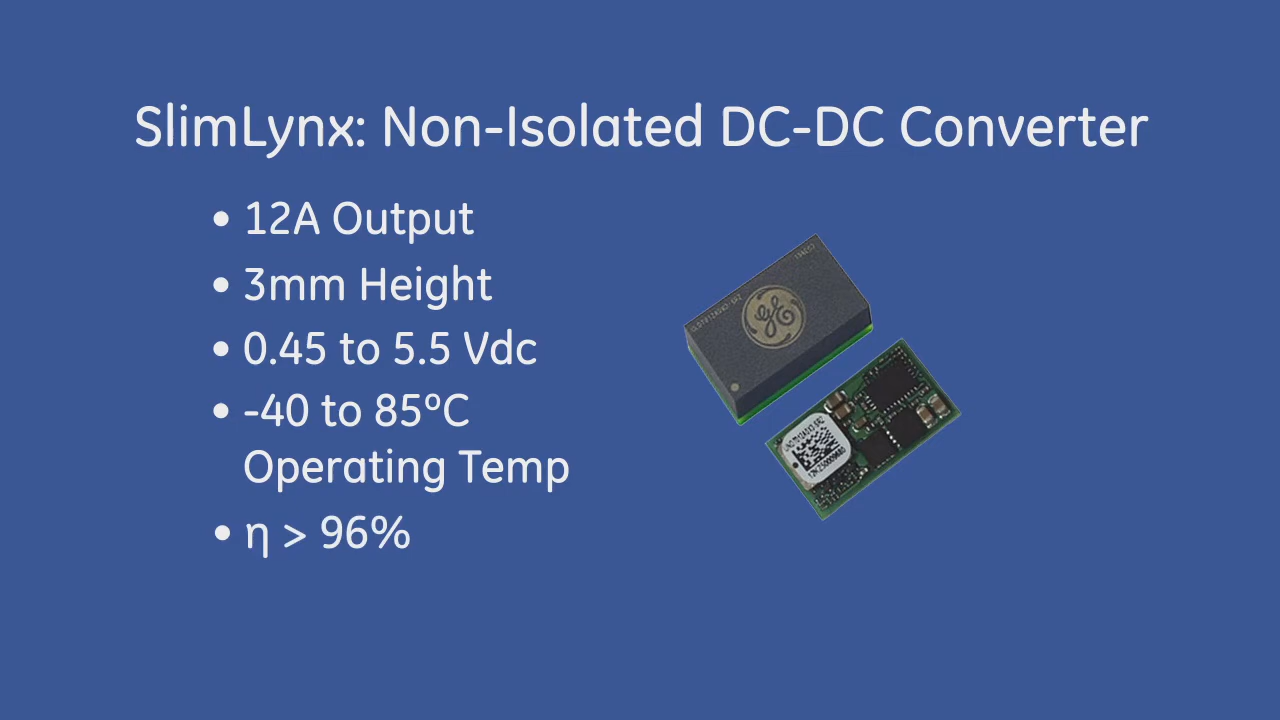 SlimLynx: Non-Isolated DC-DC Converter
• 12A Output
• 3mm Height
• 0.45 to 5.5 Vdc
• -40 to 85ºC
Operating Temp
• η > 96%
GE